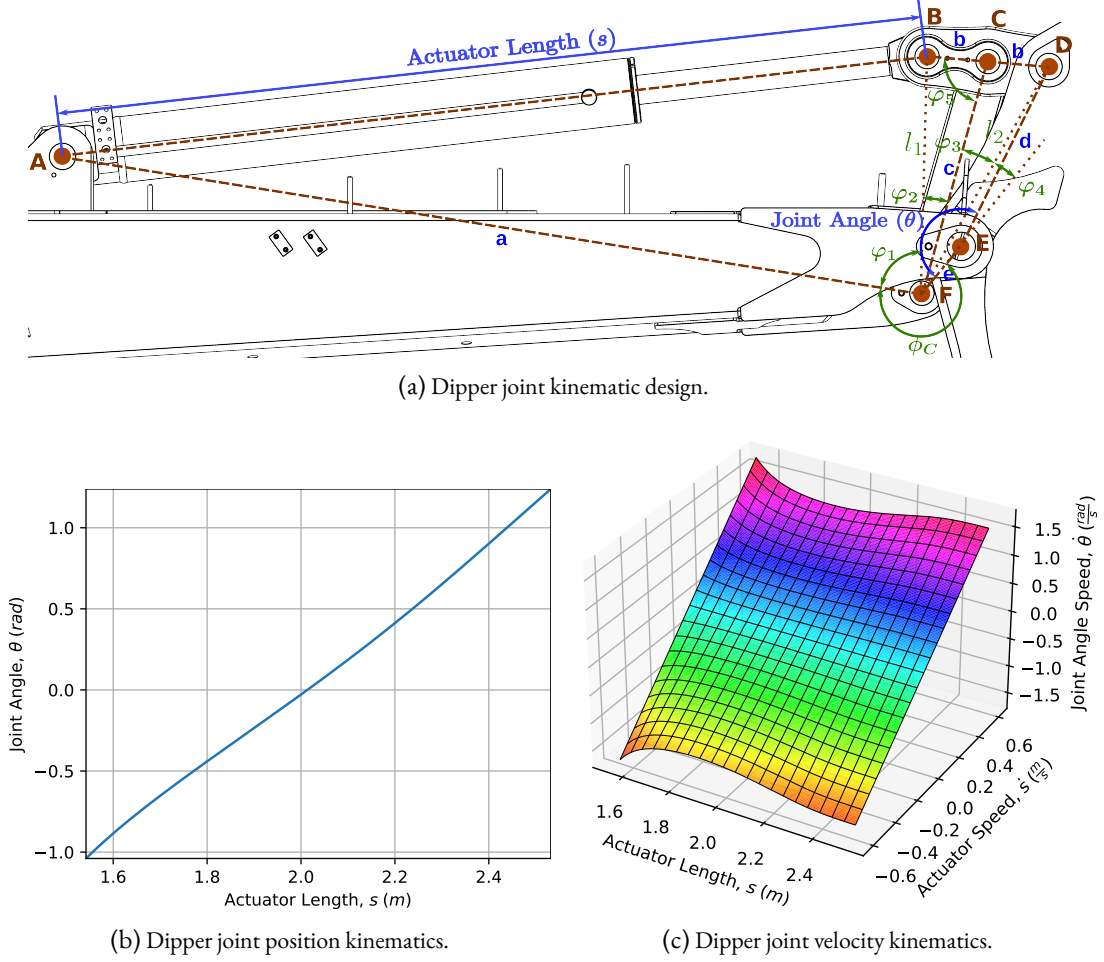 Actuator Length (s)
A
B
C
D
b
b
φ5
l1
φ3
l2
d
c
φ4
φ2
Joint Angle (θ)
a
φ1
E
e
F
ϕC
(a) Dipper joint kinematic design.
Joint Angle, θ (rad)
1.0
0.5
0.0
−0.5
−1.0
1.6 1.8 2.0 2.2 2.4
Actuator Length, s (m)
(b) Dipper joint position kinematics.
1.5
1.0
0.5
0.0
−0.5
−1.0
−1.5
Joint Angle Speed, θ̇ (rad/s)
0.6
0.4
0.2
0.0
−0.2
−0.4
−0.6
Actuator Speed, ṡ (m/s)
1.6
1.8
2.0
2.2
2.4
Actuator Length, s (m)
(c) Dipper joint velocity kinematics.